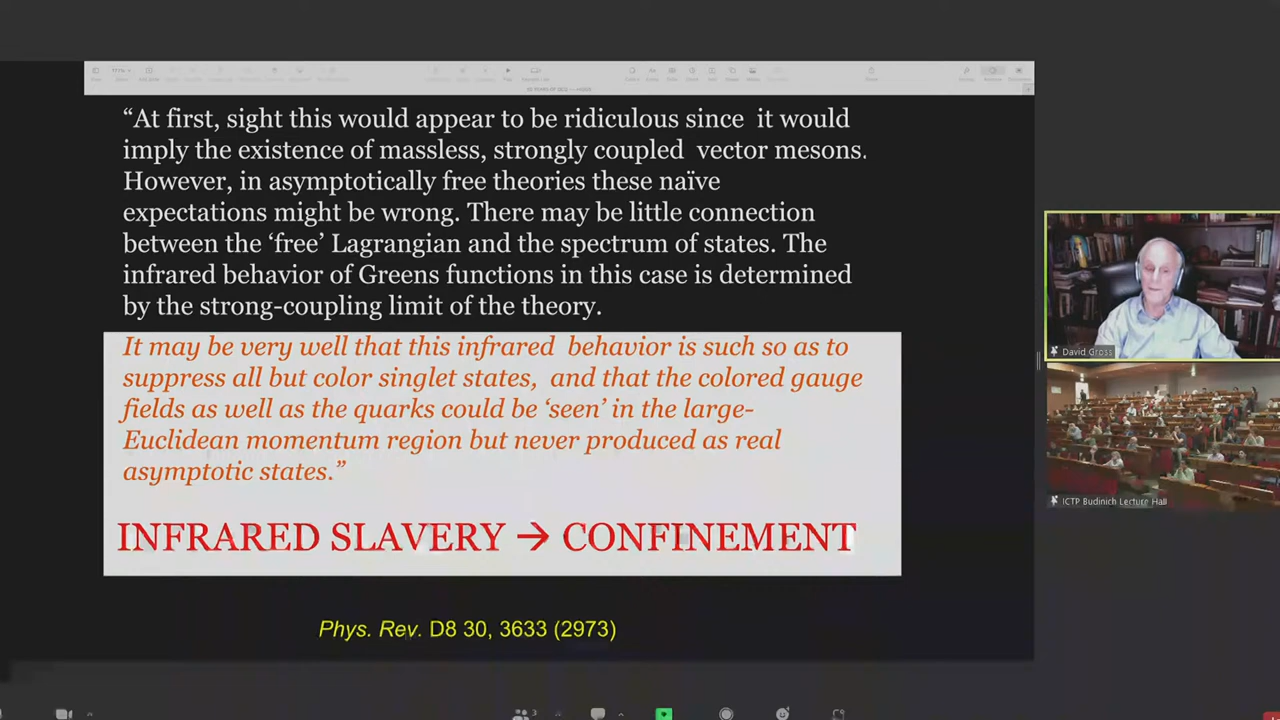 “At first, sight this would appear to be ridiculous since it would
imply the existence of massless, strongly coupled vector mesons.
However, in asymptotically free theories these naïve
expectations might be wrong. There may be little connection
between the ‘free’ Lagrangian and the spectrum of states. The
infrared behavior of Greens functions in this case is determined
by the strong-coupling limit of the theory.
It may be very well that this infrared behavior is such so as to
suppress all but color singlet states, and that the colored gauge
fields as well as the quarks could be ‘seen’ in the large-
Euclidean momentum region but never produced as real
asymptotic states.”
INFRARED SLAVERY → CONFINEMENT
Phys. Rev. D8 30, 3633 (2973)
David Gross
ICTP Budinich Lecture Hall
3